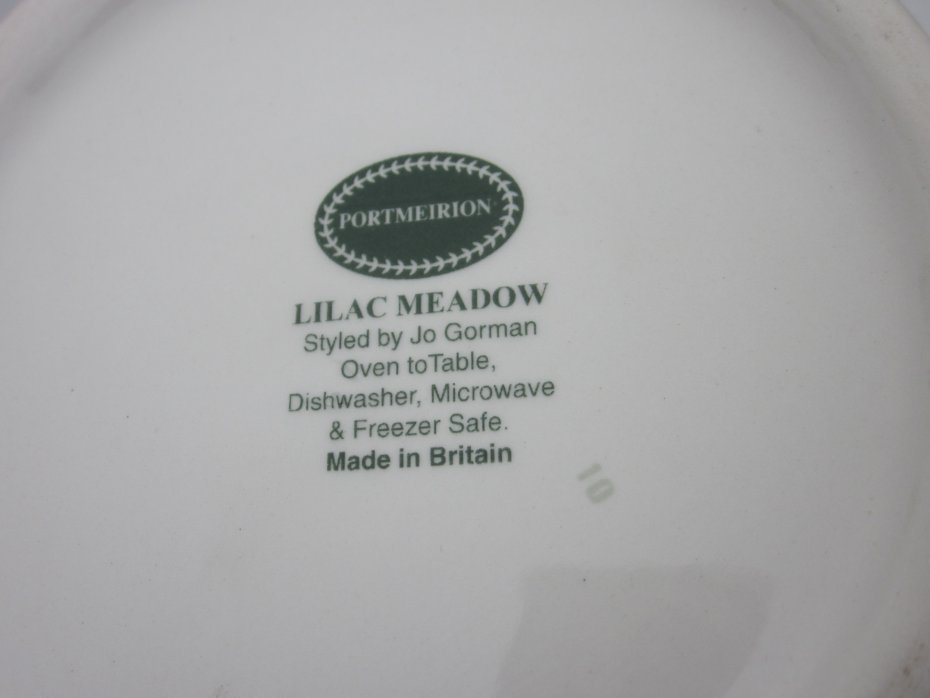 PORTMEIRION
LILAC MEADOW
Styled by Jo Gorman
Oven toTable,
Dishwasher, Microwave
& Freezer Safe.
Made in Britain
10